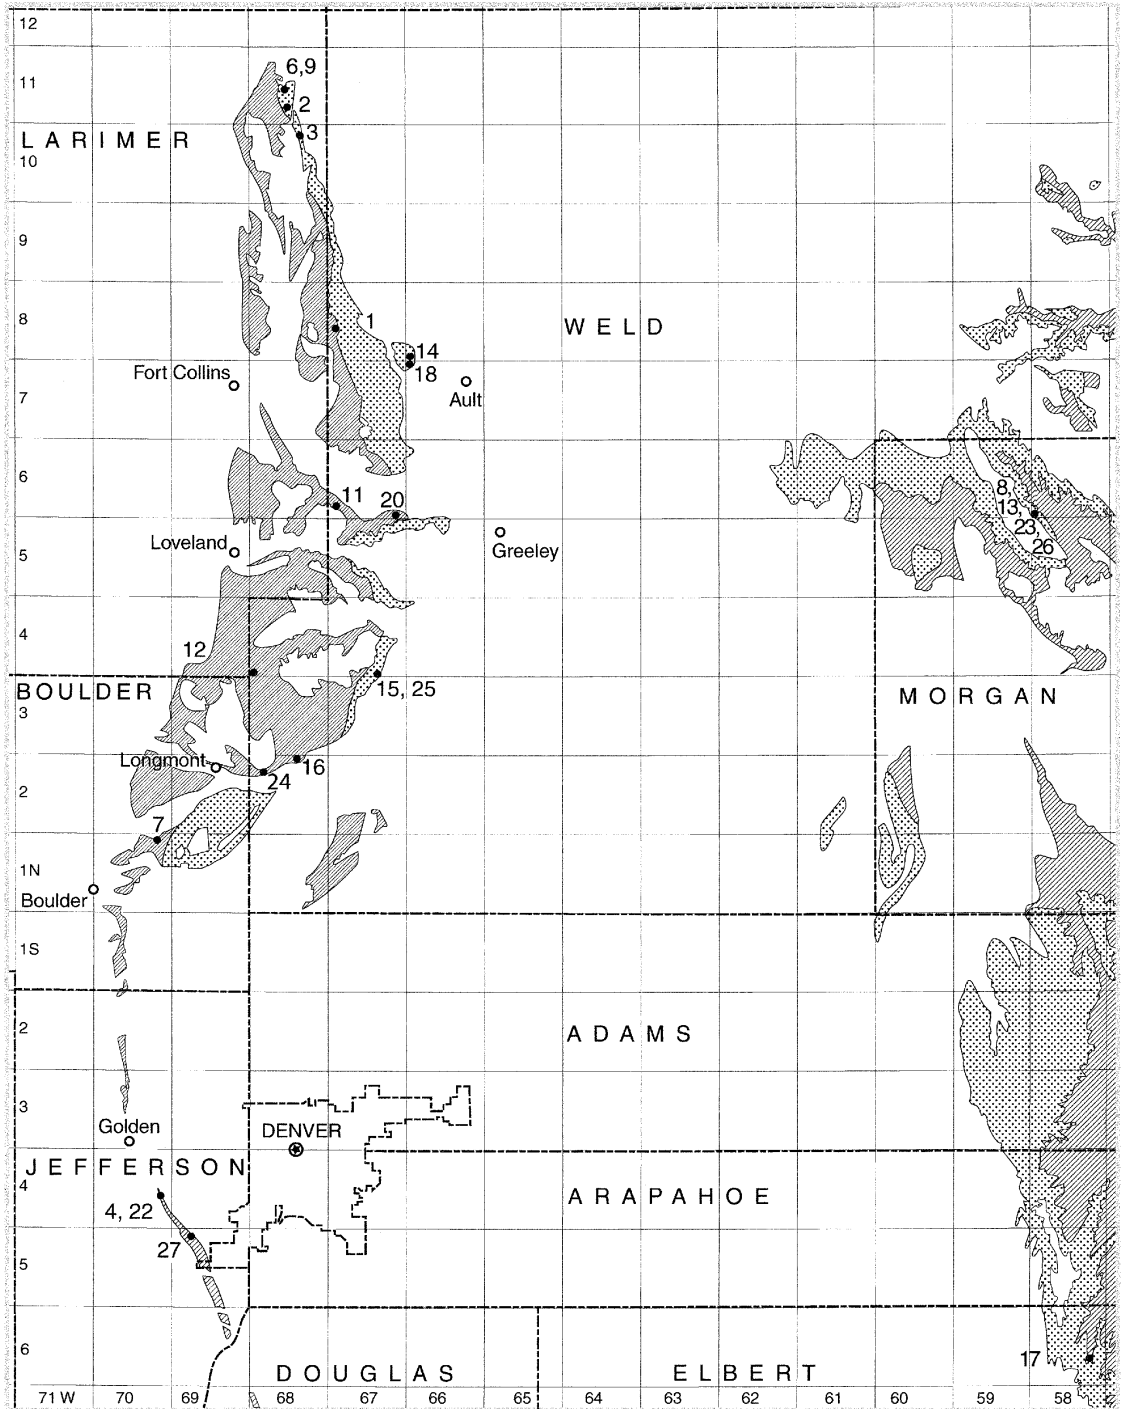 12
6,9
11
2
3
LARIMER
10
9
8
1
WELD
14
18
Fort Collins
7
Ault
6
11
20
8,
13,
23,
26
Loveland
5
Greeley
4
12
BOULDER
15, 25
MORGAN
3
Longmont
16
24
2
7
1N
Boulder
1S
2
ADAMS
3
Golden
DENVER
JEFFERSON
4
ARAPAHOE
4, 22
27
5
6
17
DOUGLAS
ELBERT
71 W
70
69
68
67
66
65
64
63
62
61
60
59
58